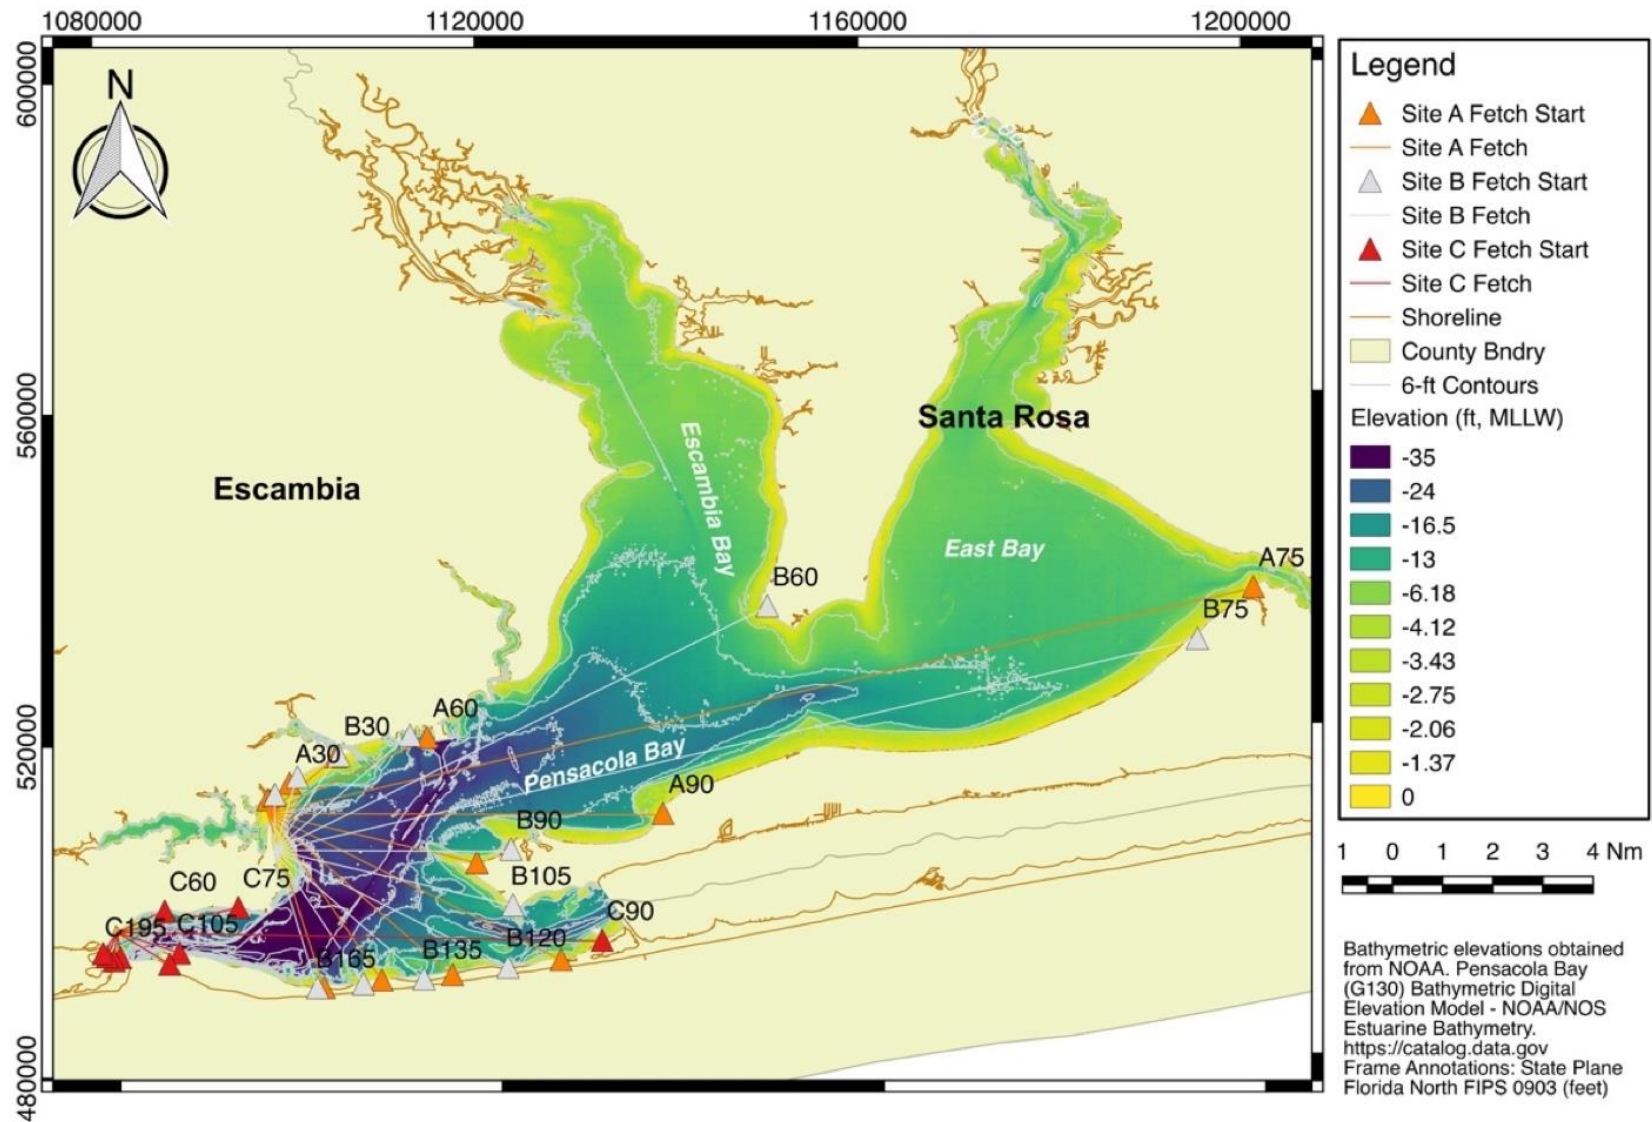 10800000 1120000 1160000 1200000
600000
560000
520000
480000
N
Escambia
Santa Rosa
Escambia Bay
East Bay
Pensacola Bay
A75
B60
B75
A60
B30
A30
A90
B90
B105
C60
C75
C90
C195
C105
B120
B135
B165
Legend
Site A Fetch Start
Site A Fetch
Site B Fetch Start
Site B Fetch
Site C Fetch Start
Site C Fetch
Shoreline
County Bndry
6-ft Contours
Elevation (ft, MLLW)
-35
-24
-16.5
-13
-6.18
-4.12
-3.43
-2.75
-2.06
-1.37
0
1 0 1 2 3 4 Nm
Bathymetric elevations obtained
from NOAA. Pensacola Bay
(G130) Bathymetric Digital
Elevation Model - NOAA/NOS
Estuarine Bathymetry.
https://catalog.data.gov
Frame Annotations: State Plane
Florida North FIPS 0903 (feet)